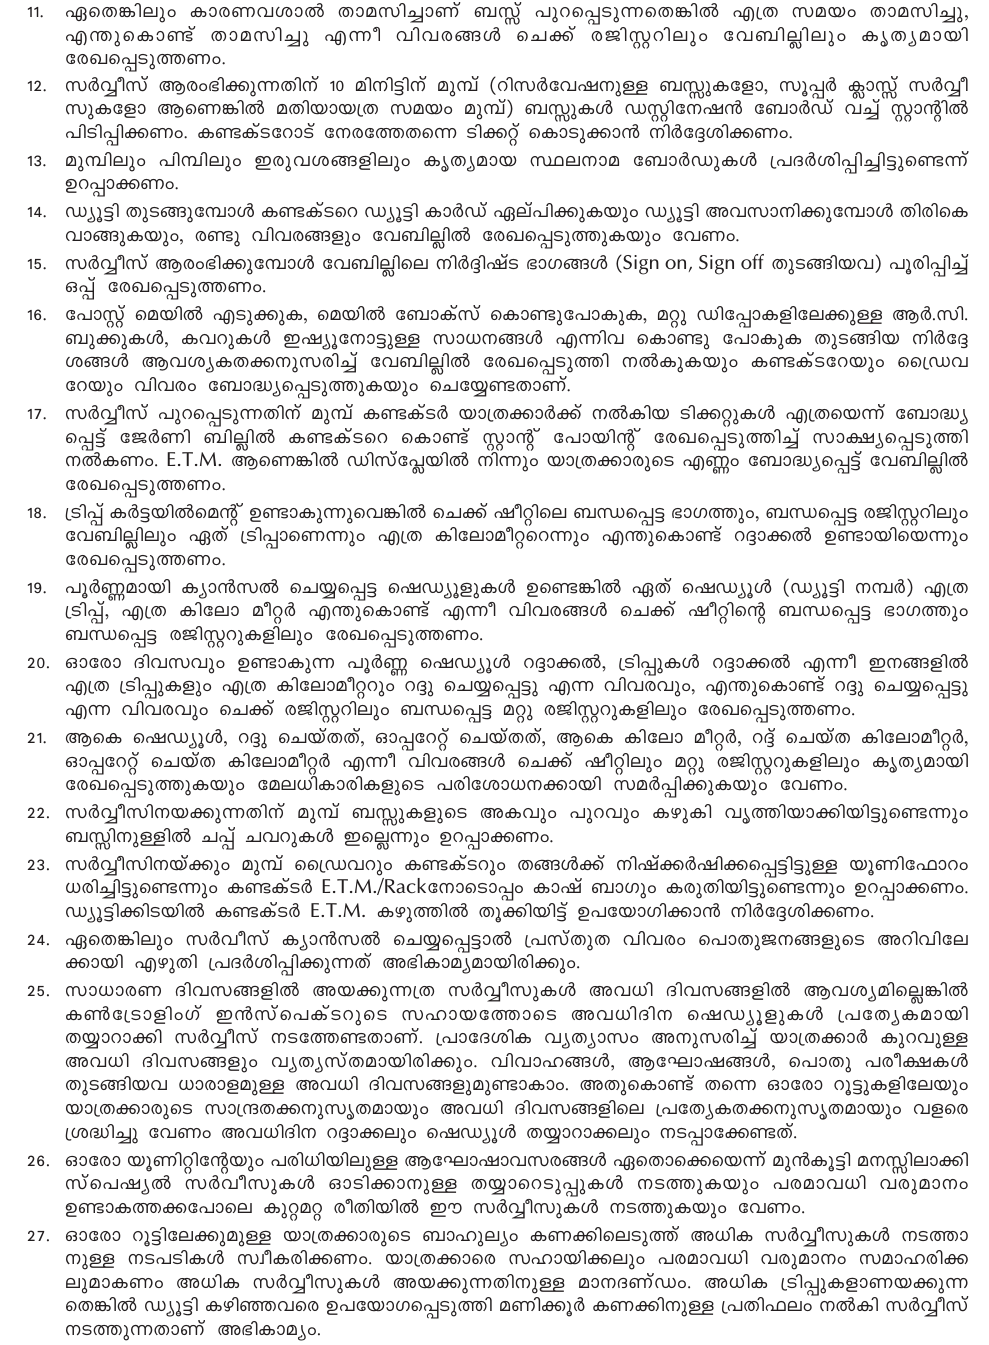 11. ഏതെങ്കിലും കാരണവശാൽ താമസിച്ചാണ് ബസ്സ് പുറപ്പെടുന്നതെങ്കിൽ എത്ര സമയം താമസിച്ചു,
എന്തുകൊണ്ട് താമസിച്ചു എന്നീ വിവരങ്ങൾ ചെക്ക് രജിസ്റ്ററിലും വേബില്ലിലും കൃത്യമായി
രേഖപ്പെടുത്തണം.
12. സർവ്വീസ് ആരംഭിക്കുന്നതിന് 10 മിനിട്ടിന് മുമ്പ് (റിസർവേഷനുള്ള ബസ്സുകളോ, സൂപ്പർ ക്ലാസ്സ് സർവ്വീ
സുകളോ ആണെങ്കിൽ മതിയായത്ര സമയം മുമ്പ്) ബസ്സുകൾ ഡസ്റ്റിനേഷൻ ബോർഡ് വച്ച് സ്റ്റാന്റിൽ
പിടിപ്പിക്കണം. കണ്ടക്ടറോട് നേരത്തേതന്നെ ടിക്കറ്റ് കൊടുക്കാൻ നിർദ്ദേശിക്കണം.
13. മുമ്പിലും പിമ്പിലും ഇരുവശങ്ങളിലും കൃത്യമായ സ്ഥലനാമ ബോർഡുകൾ പ്രദർശിപ്പിച്ചിട്ടുണ്ടെന്ന്
ഉറപ്പാക്കണം.
14. ഡ്യൂട്ടി തുടങ്ങുമ്പോൾ കണ്ടക്ടറെ ഡ്യൂട്ടി കാർഡ് ഏല്പിക്കുകയും ഡ്യൂട്ടി അവസാനിക്കുമ്പോൾ തിരികെ
വാങ്ങുകയും, രണ്ടു വിവരങ്ങളും വേബില്ലിൽ രേഖപ്പെടുത്തുകയും വേണം.
15. സർവ്വീസ് ആരംഭിക്കുമ്പോൾ വേബില്ലിലെ നിർദ്ദിഷ്ട ഭാഗങ്ങൾ (Sign on, Sign off തുടങ്ങിയവ) പൂരിപ്പിച്ച്
ഒപ്പ് രേഖപ്പെടുത്തണം.
16. പോസ്റ്റ് മെയിൽ എടുക്കുക, മെയിൽ ബോക്സ് കൊണ്ടുപോകുക, മറ്റു ഡിപ്പോകളിലേക്കുള്ള ആർ.സി.
ബുക്കുകൾ, കവറുകൾ ഇഷ്യൂനോട്ടുള്ള സാധനങ്ങൾ എന്നിവ കൊണ്ടു പോകുക തുടങ്ങിയ നിർദ്ദേ
ശങ്ങൾ ആവശ്യകതക്കനുസരിച്ച് വേബില്ലിൽ രേഖപ്പെടുത്തി നൽകുകയും കണ്ടക്ടറേയും ഡ്രൈവ
റേയും വിവരം ബോദ്ധ്യപ്പെടുത്തുകയും ചെയ്യേണ്ടതാണ്.
17. സർവ്വീസ് പുറപ്പെടുന്നതിന് മുമ്പ് കണ്ടക്ടർ യാത്രക്കാർക്ക് നൽകിയ ടിക്കറ്റുകൾ എത്രയെന്ന് ബോദ്ധ്യ
പ്പെട്ട് ജേർണി ബില്ലിൽ കണ്ടക്ടറെ കൊണ്ട് സ്റ്റാന്റ് പോയിന്റ് രേഖപ്പെടുത്തിച്ച് സാക്ഷ്യപ്പെടുത്തി
നൽകണം. E.T.M. ആണെങ്കിൽ ഡിസ്പ്ലേയിൽ നിന്നും യാത്രക്കാരുടെ എണ്ണം ബോദ്ധ്യപ്പെട്ട് വേബില്ലിൽ
രേഖപ്പെടുത്തണം.
18. ട്രിപ്പ് കർട്ടയിൽമെന്റ് ഉണ്ടാകുന്നുവെങ്കിൽ ചെക്ക് ഷീറ്റിലെ ബന്ധപ്പെട്ട ഭാഗത്തും, ബന്ധപ്പെട്ട രജിസ്റ്ററിലും
വേബില്ലിലും ഏത് ട്രിപ്പാണെന്നും എത്ര കിലോമീറ്ററെന്നും എന്തുകൊണ്ട് റദ്ദാക്കൽ ഉണ്ടായിയെന്നും
രേഖപ്പെടുത്തണം.
19. പൂർണ്ണമായി ക്യാൻസൽ ചെയ്യപ്പെട്ട ഷെഡ്യൂളുകൾ ഉണ്ടെങ്കിൽ ഏത് ഷെഡ്യൂൾ (ഡ്യൂട്ടി നമ്പർ) എത്ര
ട്രിപ്പ്, എത്ര കിലോ മീറ്റർ എന്തുകൊണ്ട് എന്നീ വിവരങ്ങൾ ചെക്ക് ഷീറ്റിന്റെ ബന്ധപ്പെട്ട ഭാഗത്തും
ബന്ധപ്പെട്ട രജിസ്റ്ററുകളിലും രേഖപ്പെടുത്തണം.
20. ഓരോ ദിവസവും ഉണ്ടാകുന്ന പൂർണ്ണ ഷെഡ്യൂൾ റദ്ദാക്കൽ, ട്രിപ്പുകൾ റദ്ദാക്കൽ എന്നീ ഇനങ്ങളിൽ
എത്ര ട്രിപ്പുകളും എത്ര കിലോമീറ്ററും റദ്ദു ചെയ്യപ്പെട്ടു എന്ന വിവരവും, എന്തുകൊണ്ട് റദ്ദു ചെയ്യപ്പെട്ടു
എന്ന വിവരവും ചെക്ക് രജിസ്റ്ററിലും ബന്ധപ്പെട്ട മറ്റു രജിസ്റ്ററുകളിലും രേഖപ്പെടുത്തണം.
21. ആകെ ഷെഡ്യൂൾ, റദ്ദു ചെയ്തത്, ഓപ്പറേറ്റ് ചെയ്തത്, ആകെ കിലോ മീറ്റർ, റദ്ദ് ചെയ്ത കിലോമീറ്റർ,
ഓപ്പറേറ്റ് ചെയ്ത കിലോമീറ്റർ എന്നീ വിവരങ്ങൾ ചെക്ക് ഷീറ്റിലും മറ്റു രജിസ്റ്ററുകളിലും കൃത്യമായി
രേഖപ്പെടുത്തുകയും മേലധികാരികളുടെ പരിശോധനക്കായി സമർപ്പിക്കുകയും വേണം.
22. സർവ്വീസിനയക്കുന്നതിന് മുമ്പ് ബസ്സുകളുടെ അകവും പുറവും കഴുകി വൃത്തിയാക്കിയിട്ടുണ്ടെന്നും
ബസ്സിനുള്ളിൽ ചപ്പ് ചവറുകൾ ഇല്ലെന്നും ഉറപ്പാക്കണം.
23. സർവ്വീസിനയ്ക്കും മുമ്പ് ഡ്രൈവറും കണ്ടക്ടറും തങ്ങൾക്ക് നിഷ്ക്കർഷിക്കപ്പെട്ടിട്ടുള്ള യൂണിഫോറം
ധരിച്ചിട്ടുണ്ടെന്നും കണ്ടക്ടർ E.T.M./Rackനോടൊപ്പം കാഷ് ബാഗും കരുതിയിട്ടുണ്ടെന്നും ഉറപ്പാക്കണം.
ഡ്യൂട്ടിക്കിടയിൽ കണ്ടക്ടർ E.T.M. കഴുത്തിൽ തൂക്കിയിട്ട് ഉപയോഗിക്കാൻ നിർദ്ദേശിക്കണം.
24. ഏതെങ്കിലും സർവീസ് ക്യാൻസൽ ചെയ്യപ്പെട്ടാൽ പ്രസ്തുത വിവരം പൊതുജനങ്ങളുടെ അറിവിലേ
ക്കായി എഴുതി പ്രദർശിപ്പിക്കുന്നത് അഭികാമ്യമായിരിക്കും.
25. സാധാരണ ദിവസങ്ങളിൽ അയക്കുന്നത്ര സർവ്വീസുകൾ അവധി ദിവസങ്ങളിൽ ആവശ്യമില്ലെങ്കിൽ
കൺട്രോളിംഗ് ഇൻസ്പെക്ടറുടെ സഹായത്തോടെ അവധിദിന ഷെഡ്യൂളുകൾ പ്രത്യേകമായി
തയ്യാറാക്കി സർവ്വീസ് നടത്തേണ്ടതാണ്. പ്രാദേശിക വ്യത്യാസം അനുസരിച്ച് യാത്രക്കാർ കുറവുള്ള
അവധി ദിവസങ്ങളും വ്യത്യസ്തമായിരിക്കും. വിവാഹങ്ങൾ, ആഘോഷങ്ങൾ, പൊതു പരീക്ഷകൾ
തുടങ്ങിയവ ധാരാളമുള്ള അവധി ദിവസങ്ങളുമുണ്ടാകാം. അതുകൊണ്ട് തന്നെ ഓരോ റൂട്ടുകളിലേയും
യാത്രക്കാരുടെ സാന്ദ്രതക്കനുസൃതമായും അവധി ദിവസങ്ങളിലെ പ്രത്യേകതക്കനുസൃതമായും വളരെ
ശ്രദ്ധിച്ചു വേണം അവധിദിന റദ്ദാക്കലും ഷെഡ്യൂൾ തയ്യാറാക്കലും നടപ്പാക്കേണ്ടത്.
26. ഓരോ യൂണിറ്റിന്റേയും പരിധിയിലുള്ള ആഘോഷാവസരങ്ങൾ ഏതൊക്കെയെന്ന് മുൻകൂട്ടി മനസ്സിലാക്കി
സ്പെഷ്യൽ സർവീസുകൾ ഓടിക്കാനുള്ള തയ്യാറെടുപ്പുകൾ നടത്തുകയും പരമാവധി വരുമാനം
ഉണ്ടാകത്തക്കപോലെ കുറ്റമറ്റ രീതിയിൽ ഈ സർവ്വീസുകൾ നടത്തുകയും വേണം.
27. ഓരോ റൂട്ടിലേക്കുമുള്ള യാത്രക്കാരുടെ ബാഹുല്യം കണക്കിലെടുത്ത് അധിക സർവ്വീസുകൾ നടത്താ
നുള്ള നടപടികൾ സ്വീകരിക്കണം. യാത്രക്കാരെ സഹായിക്കലും പരമാവധി വരുമാനം സമാഹരിക്ക
ലുമാകണം അധിക സർവ്വീസുകൾ അയക്കുന്നതിനുള്ള മാനദണ്ഡം. അധിക ട്രിപ്പുകളാണയക്കുന്ന
തെങ്കിൽ ഡ്യൂട്ടി കഴിഞ്ഞവരെ ഉപയോഗപ്പെടുത്തി മണിക്കൂർ കണക്കിനുള്ള പ്രതിഫലം നൽകി സർവ്വീസ്
നടത്തുന്നതാണ് അഭികാമ്യം.